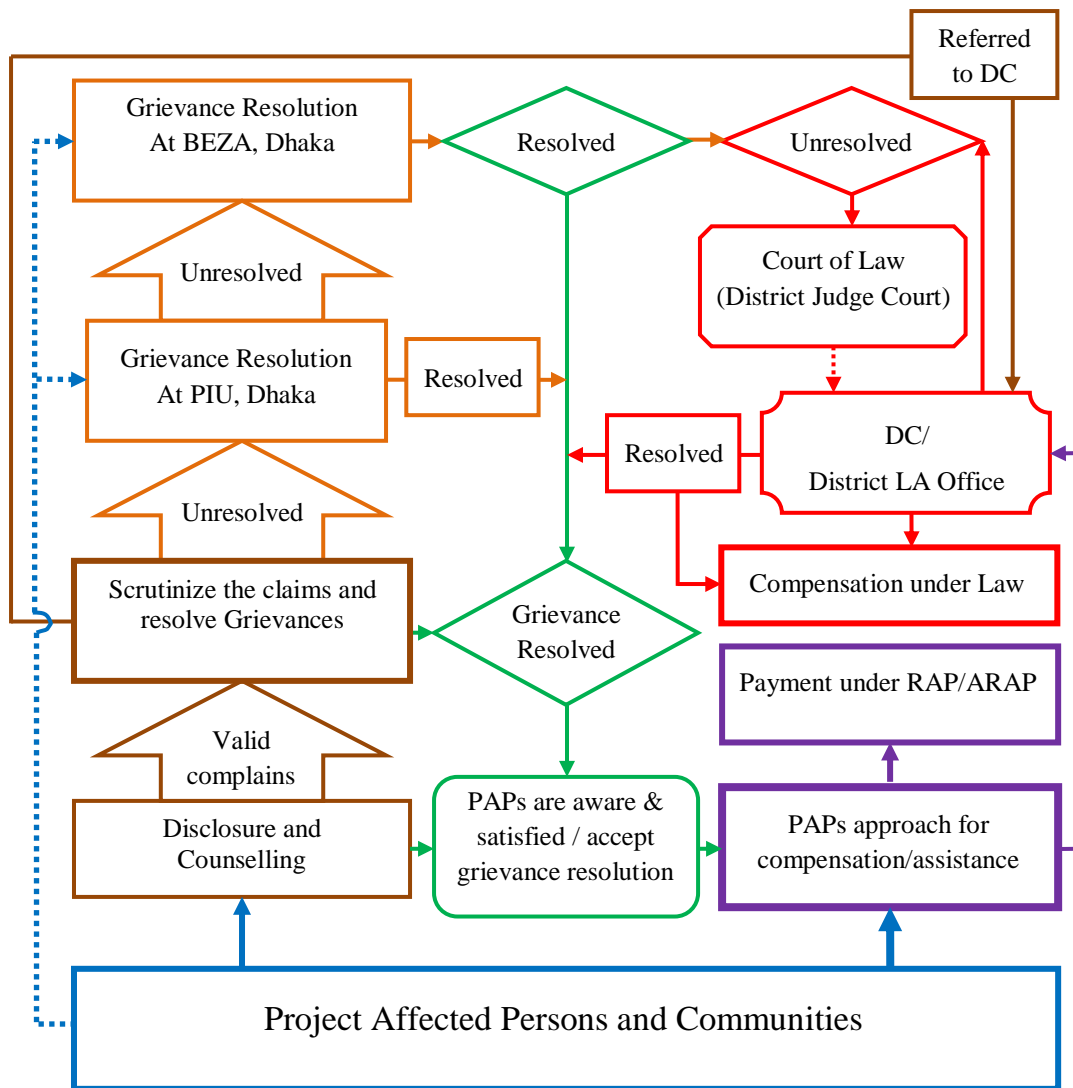 Referred
to DC
Grievance Resolution
At BEZA, Dhaka
Resolved
Unresolved
Unresolved
Court of Law
(District Judge Court)
Grievance Resolution
At PIU, Dhaka
Resolved
Resolved
DC/
District LA Office
Unresolved
Scrutinize the claims and
resolve Grievances
Grievance
Resolved
Compensation under Law
Payment under RAP/ARAP
Valid
complains
Disclosure and
Counselling
PAPs are aware &
satisfied / accept
grievance resolution
PAPs approach for
compensation/assistance
Project Affected Persons and Communities